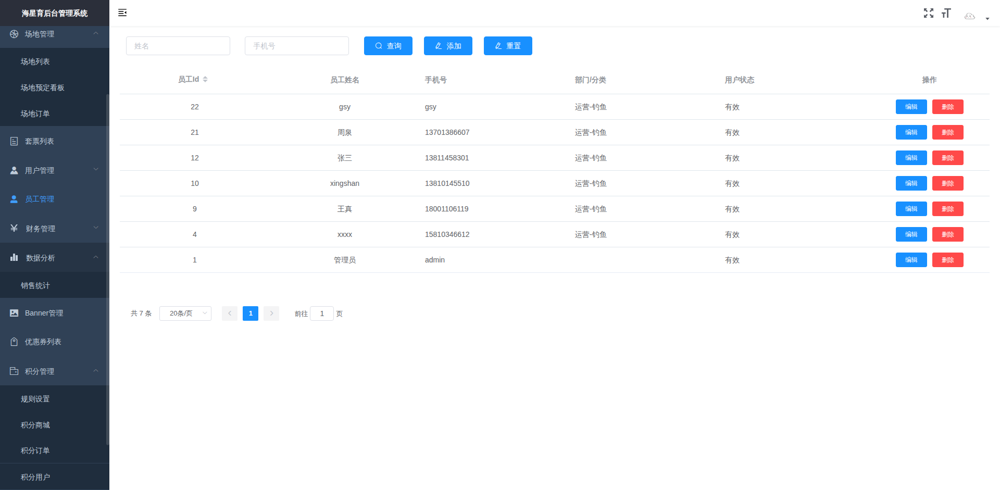 海星育后台管理系统
场地管理
场地列表
场地预定看板
场地订单
套票列表
用户管理
员工管理
财务管理
数据分析
销售统计
Banner管理
优惠券列表
积分管理
规则设置
积分商城
积分订单
积分用户
姓名 手机号 查询 添加 重置
员工Id 员工姓名 手机号 部门/分类 用户状态 操作
22 gsy gsy 运营-钓鱼 有效 编辑 删除
21 周泉 13701386607 运营-钓鱼 有效 编辑 删除
12 张三 13811458301 运营-钓鱼 有效 编辑 删除
10 xingshan 13810145510 运营-钓鱼 有效 编辑 删除
9 王真 18001106119 运营-钓鱼 有效 编辑 删除
4 xxxx 15810346612 运营-钓鱼 有效 编辑 删除
1 管理员 admin 有效 编辑 删除
共 7 条 20条/页 1 前往 1 页